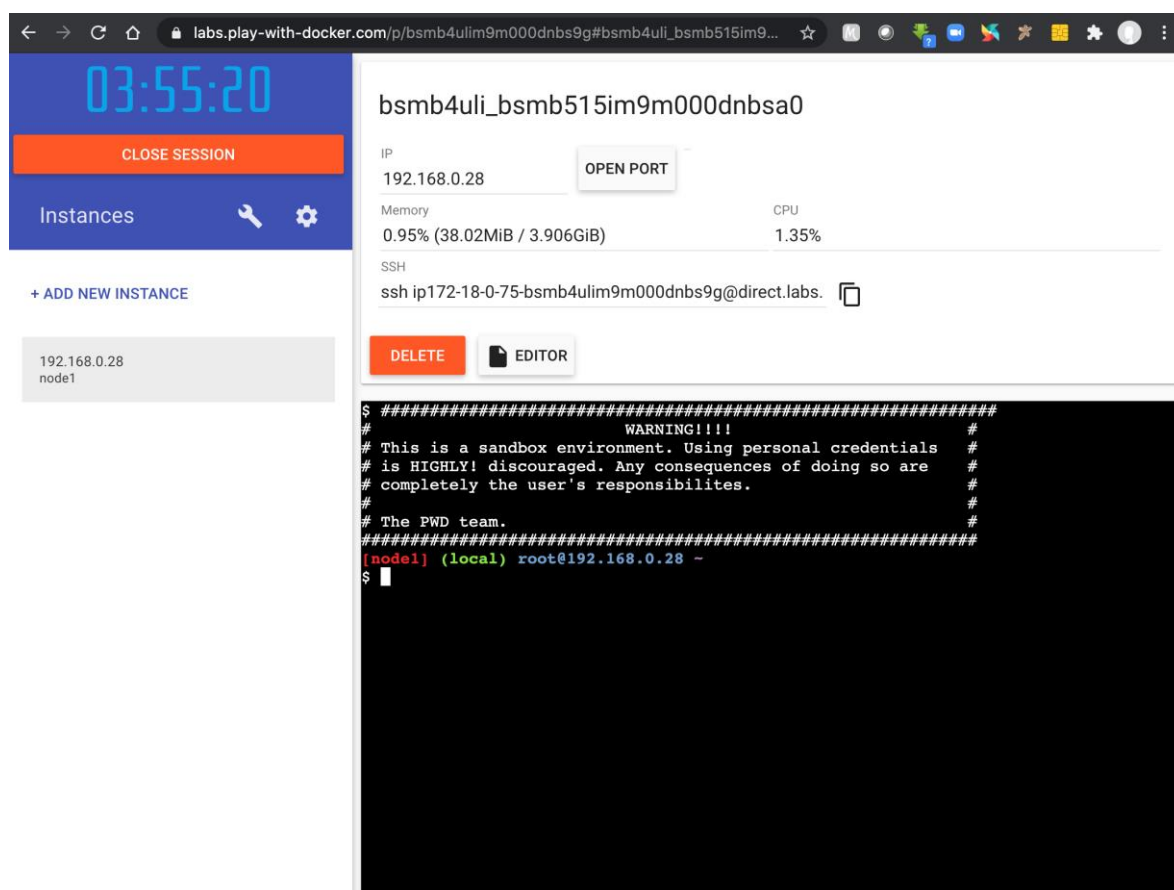 labs.play-with-docker.com/p/bsmb4ulim9m000dnbs9g#bsmb4uli_bsmb515im9...
03:55:20
CLOSE SESSION
Instances
+ ADD NEW INSTANCE
192.168.0.28
node1
bsmb4uli_bsmb515im9m000dnbsa0
IP
192.168.0.28
OPEN PORT
Memory
0.95% (38.02MiB / 3.906GiB)
CPU
1.35%
SSH
ssh ip172-18-0-75-bsmb4ulim9m000dnbs9g@direct.labs.
DELETE
EDITOR
$ ###############################################################
#                          WARNING!!!!                        #
# This is a sandbox environment. Using personal credentials   #
# is HIGHLY! discouraged. Any consequences of doing so are    #
# completely the user's responsibilites.                      #
#                                                             #
# The PWD team.                                               #
###############################################################
[node1] (local) root@192.168.0.28 ~
$